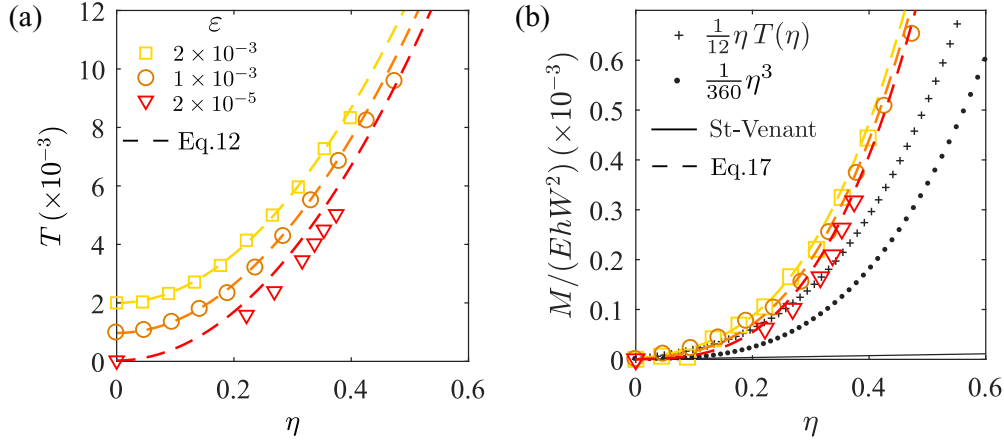 (a)
ε
2 × 10⁻³
1 × 10⁻³
2 × 10⁻⁵
Eq.12
T (×10⁻³)
12
10
8
6
4
2
0
0
0.2
0.4
0.6
η
(b)
1/12 η T(η)
1/360 η³
St-Venant
Eq.17
M/(EhW²) (×10⁻³)
0.6
0.5
0.4
0.3
0.2
0.1
0
0
0.2
0.4
0.6
η